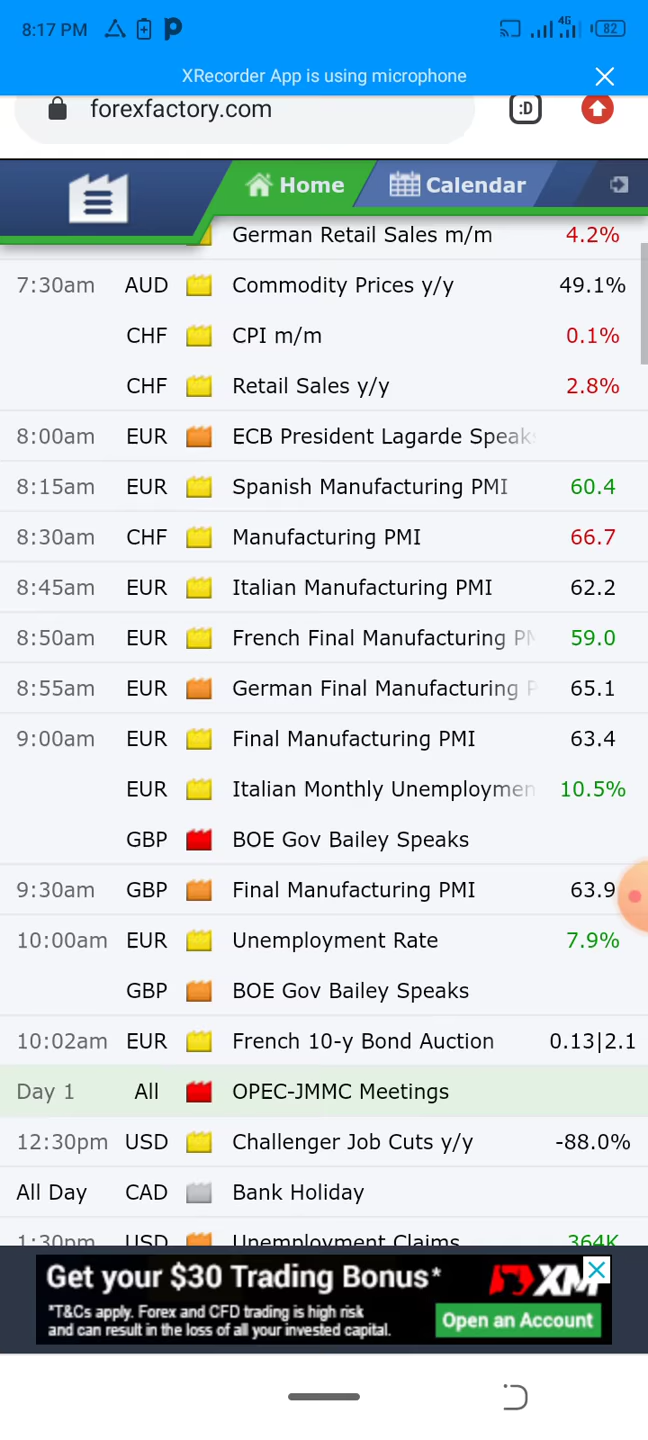 8:17 PM
4G
82
XRecorder App is using microphone
forexfactory.com
:D
Home
Calendar
German Retail Sales m/m 4.2%
7:30am AUD Commodity Prices y/y 49.1%
CHF CPI m/m 0.1%
CHF Retail Sales y/y 2.8%
8:00am EUR ECB President Lagarde Speaks
8:15am EUR Spanish Manufacturing PMI 60.4
8:30am CHF Manufacturing PMI 66.7
8:45am EUR Italian Manufacturing PMI 62.2
8:50am EUR French Final Manufacturing PM 59.0
8:55am EUR German Final Manufacturing P 65.1
9:00am EUR Final Manufacturing PMI 63.4
EUR Italian Monthly Unemploymen 10.5%
GBP BOE Gov Bailey Speaks
9:30am GBP Final Manufacturing PMI 63.9
10:00am EUR Unemployment Rate 7.9%
GBP BOE Gov Bailey Speaks
10:02am EUR French 10-y Bond Auction 0.13|2.1
Day 1 All OPEC-JMMC Meetings
12:30pm USD Challenger Job Cuts y/y -88.0%
All Day CAD Bank Holiday
1:30pm USD Unemployment Claims 364K
Get your $30 Trading Bonus*
*T&Cs apply. Forex and CFD trading is high risk
and can result in the loss of all your invested capital.
XM
Open an Account